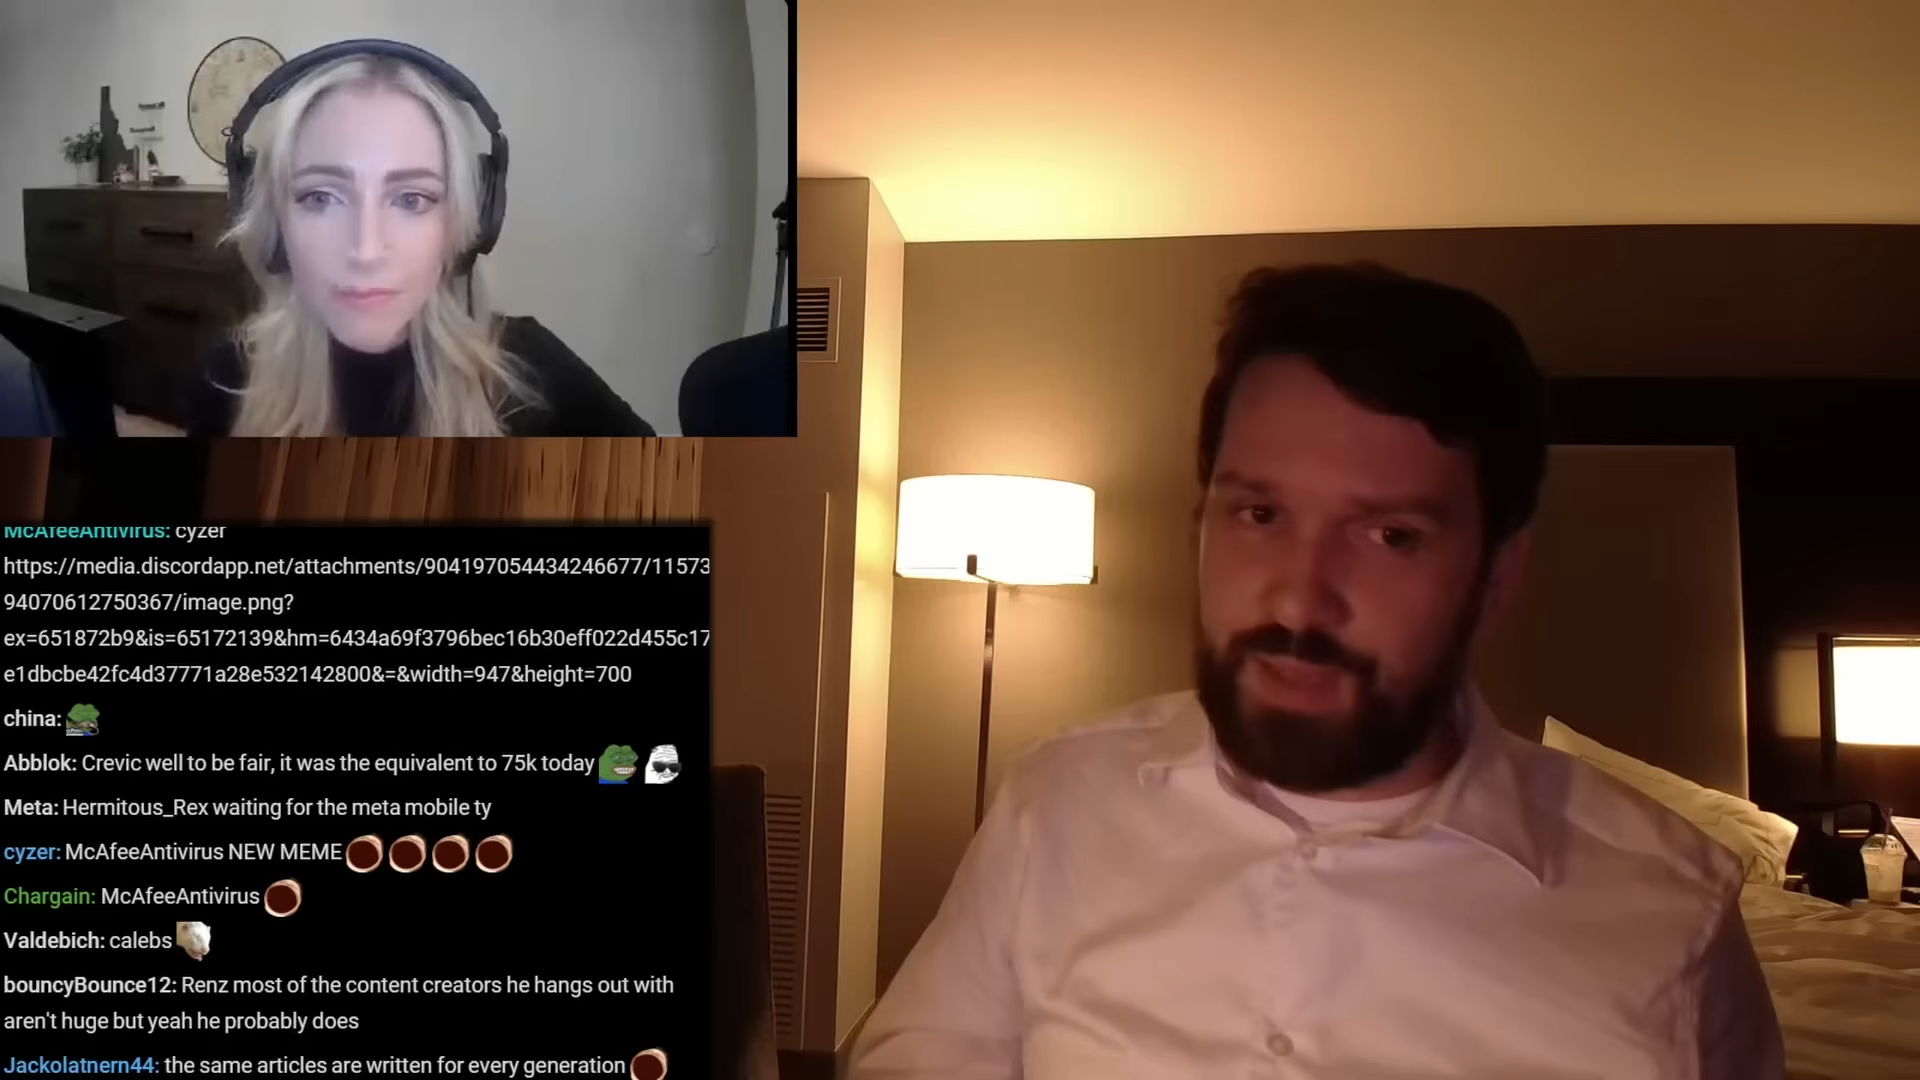 McAfeeAntivirus: cyzer
https://media.discordapp.net/attachments/904197054434246677/11573
94070612750367/image.png?
ex=651872b9&is=65172139&hm=6434a69f3796bec16b30eff022d455c17
e1dbcbe42fc4d37771a28e532142800&=&width=947&height=700
china:
Abblok: Crevic well to be fair, it was the equivalent to 75k today
Meta: Hermitous_Rex waiting for the meta mobile ty
cyzer: McAfeeAntivirus NEW MEME
Chargain: McAfeeAntivirus
Valdebich: calebs
bouncyBounce12: Renz most of the content creators he hangs out with
aren't huge but yeah he probably does
Jackolatnern44: the same articles are written for every generation